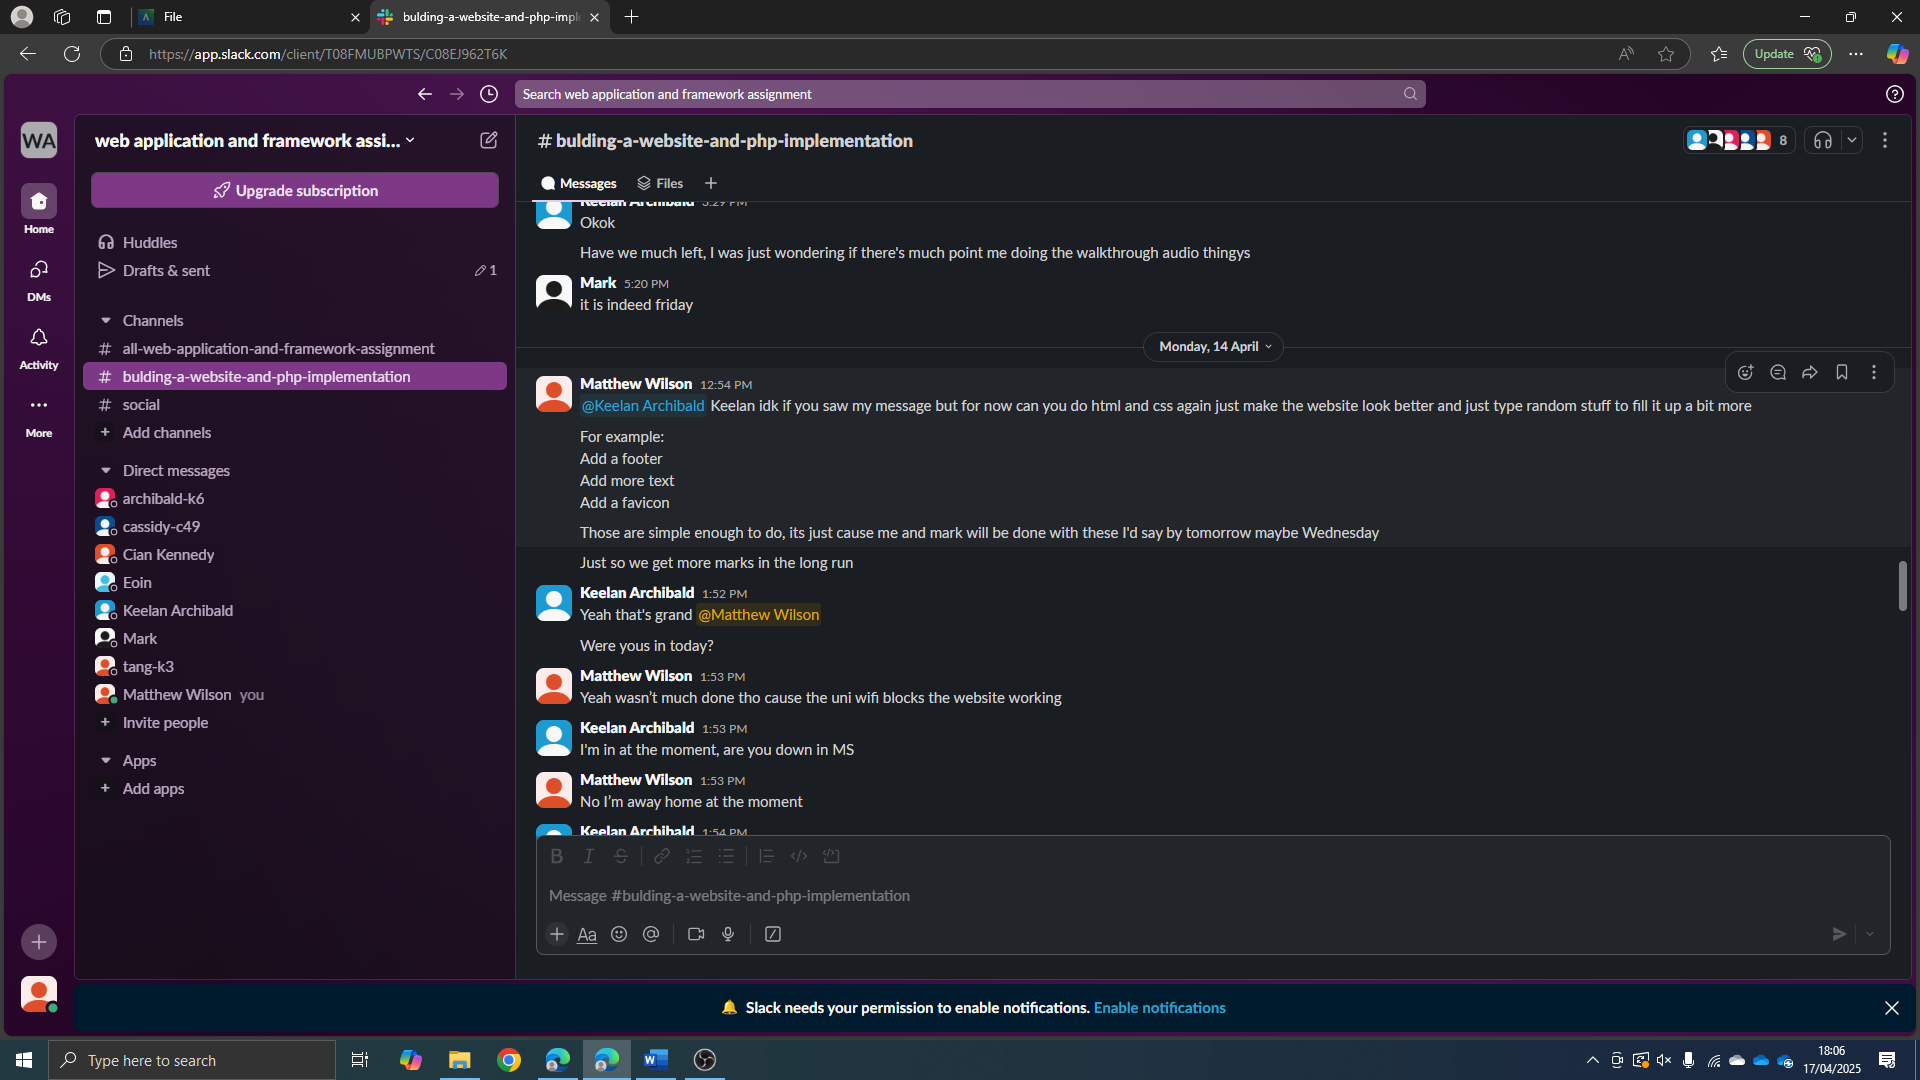 File
bulding-a-website-and-php-imple
https://app.slack.com/client/T08FMUBPWTS/C08EJ962T6K
Update
Search web application and framework assignment
WA
web application and framework assi...
# bulding-a-website-and-php-implementation
8
Upgrade subscription
Messages
Files
Home
DMs
Activity
More
Huddles
Drafts & sent
1
Channels
# all-web-application-and-framework-assignment
# bulding-a-website-and-php-implementation
# social
+ Add channels
Direct messages
archibald-k6
cassidy-c49
Cian Kennedy
Eoin
Keelan Archibald
Mark
tang-k3
Matthew Wilson you
+ Invite people
Apps
+ Add apps
Keelan Archibald 3:29 PM
Okok
Have we much left, I was just wondering if there's much point me doing the walkthrough audio thingys
Mark 5:20 PM
it is indeed friday
Monday, 14 April
Matthew Wilson 12:54 PM
@Keelan Archibald Keelan idk if you saw my message but for now can you do html and css again just make the website look better and just type random stuff to fill it up a bit more
For example:
Add a footer
Add more text
Add a favicon
Those are simple enough to do, its just cause me and mark will be done with these I'd say by tomorrow maybe Wednesday
Just so we get more marks in the long run
Keelan Archibald 1:52 PM
Yeah that's grand @Matthew Wilson
Were yous in today?
Matthew Wilson 1:53 PM
Yeah wasn't much done tho cause the uni wifi blocks the website working
Keelan Archibald 1:53 PM
I'm in at the moment, are you down in MS
Matthew Wilson 1:53 PM
No I'm away home at the moment
Keelan Archibald 1:54 PM
Message #bulding-a-website-and-php-implementation
Aa
Slack needs your permission to enable notifications. Enable notifications
Type here to search
18:06
17/04/2025